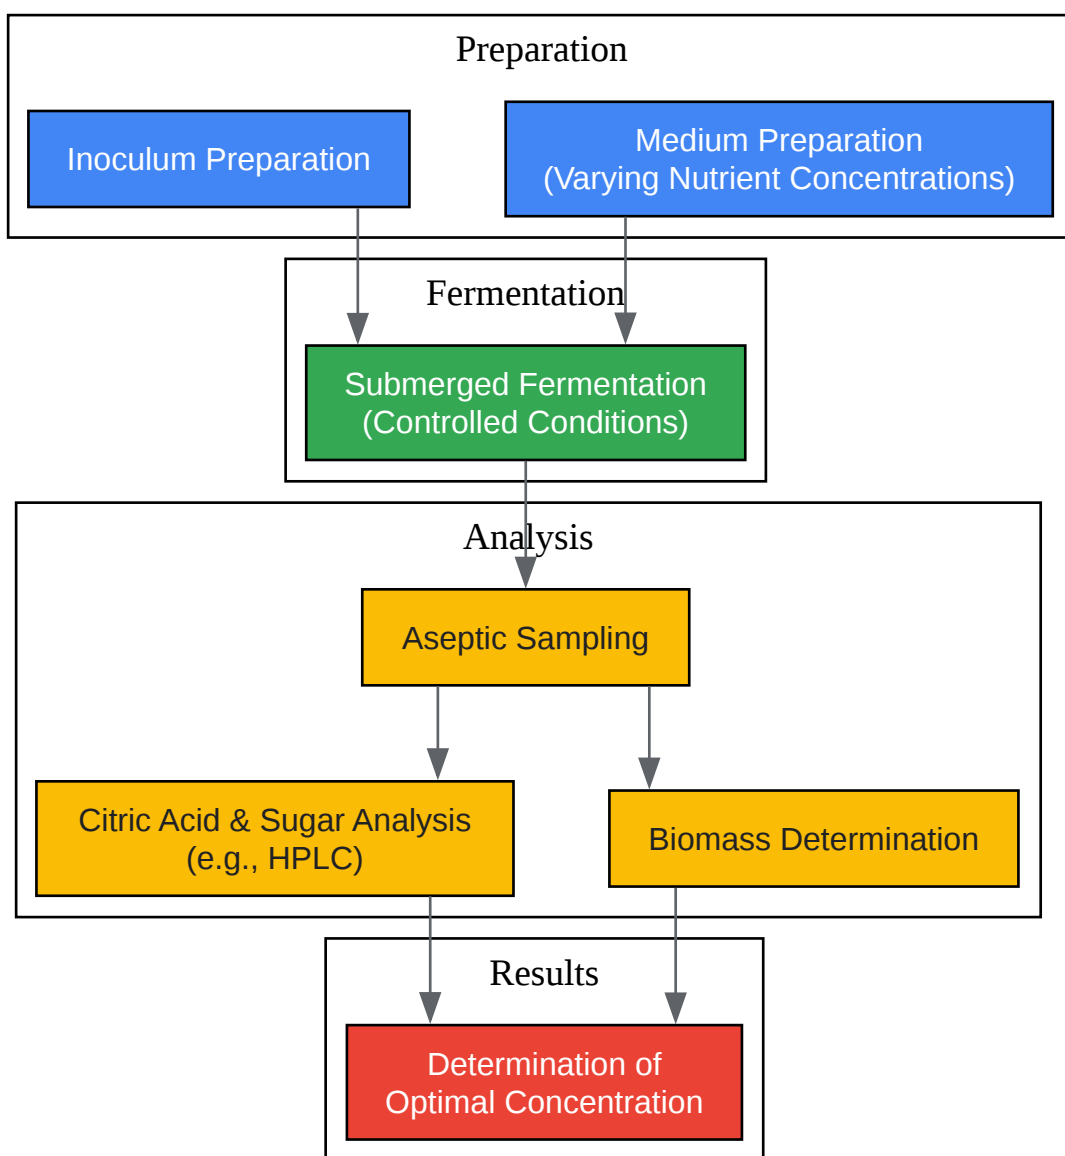 Preparation
Inoculum Preparation
Medium Preparation
(Varying Nutrient Concentrations)
Fermentation
Submerged Fermentation
(Controlled Conditions)
Analysis
Aseptic Sampling
Citric Acid & Sugar Analysis
(e.g., HPLC)
Biomass Determination
Results
Determination of
Optimal Concentration